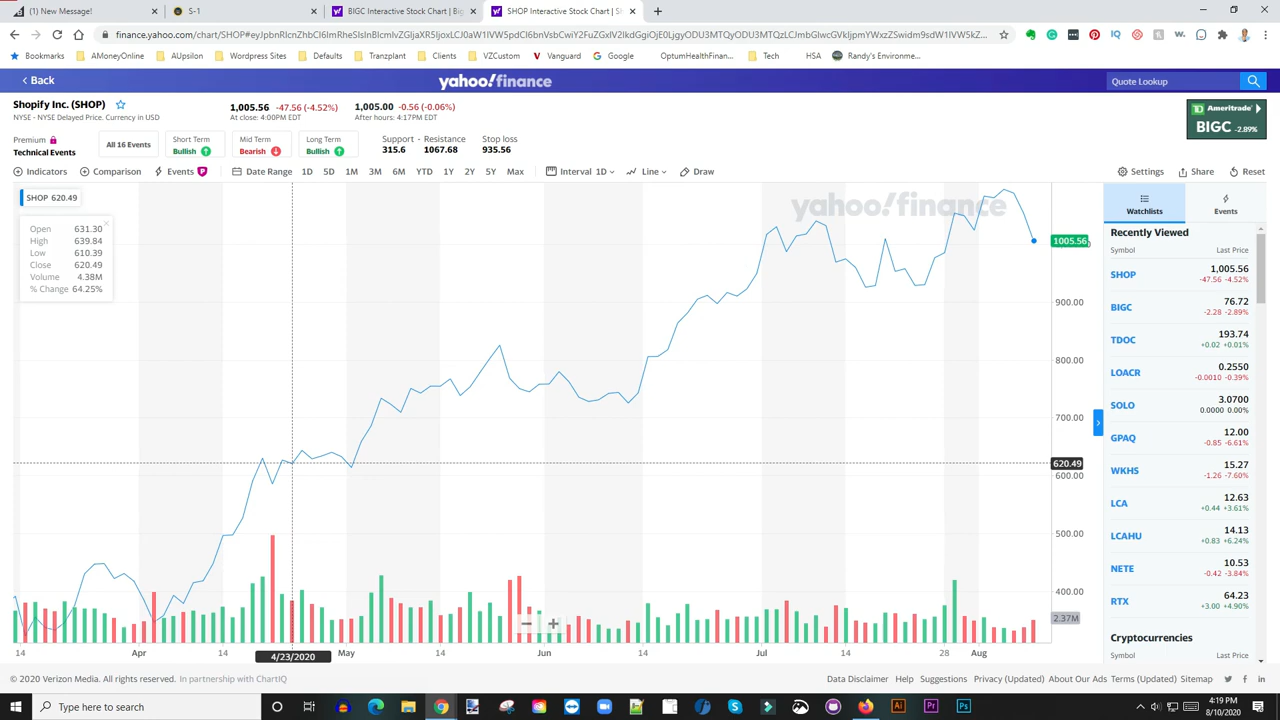 (1) New Message!
S-1
BIGC Interactive Stock Chart | Big
SHOP Interactive Stock Chart | Sh
finance.yahoo.com/chart/SHOP
Bookmarks AMoneyOnline AUpsilon Wordpress Sites Defaults Tranzplant Clients VZCustom Vanguard Google OptumHealthFinan... Tech HSA Randy's Environme...
Back
yahoo!finance
Quote Lookup
Shopify Inc. (SHOP)
NYSE - NYSE Delayed Price. Currency in USD
1,005.56 -47.56 (-4.52%)
At close: 4:00PM EDT
1,005.00 -0.56 (-0.06%)
After hours: 4:17PM EDT
TD Ameritrade
BIGC -2.89%
Premium
Technical Events
All 16 Events
Short Term
Bullish
Mid Term
Bearish
Long Term
Bullish
Support - Resistance
315.6 1067.68
Stop loss
935.56
Indicators Comparison Events P Date Range 1D 5D 1M 3M 6M YTD 1Y 2Y 5Y Max Interval 1D Line Draw Settings Share Reset
SHOP 620.49
Open 631.30
High 639.84
Low 610.39
Close 620.49
Volume 4.38M
% Change 64.25%
yahoo!finance
1005.56
900.00
800.00
700.00
620.49
600.00
500.00
400.00
2.37M
14 Apr 14 4/23/2020 May 14 Jun 14 Jul 14 28 Aug
Watchlists
Events
Recently Viewed
Symbol Last Price
SHOP 1,005.56
-47.56 -4.52%
BIGC 76.72
-2.28 -2.89%
TDOC 193.74
+0.02 +0.01%
LOACR 0.2550
-0.0010 -0.39%
SOLO 3.0700
0.0000 0.00%
GPAQ 12.00
-0.85 -6.61%
WKHS 15.27
-1.26 -7.60%
LCA 12.63
+0.44 +3.61%
LCAHU 14.13
+0.83 +6.24%
NETE 10.53
-0.42 -3.84%
RTX 64.23
+3.00 +4.90%
Cryptocurrencies
Symbol Last Price
© 2020 Verizon Media. All rights reserved. In partnership with ChartIQ
Data Disclaimer Help Suggestions Privacy (Updated) About Our Ads Terms (Updated) Sitemap
Type here to search
4:19 PM
8/10/2020